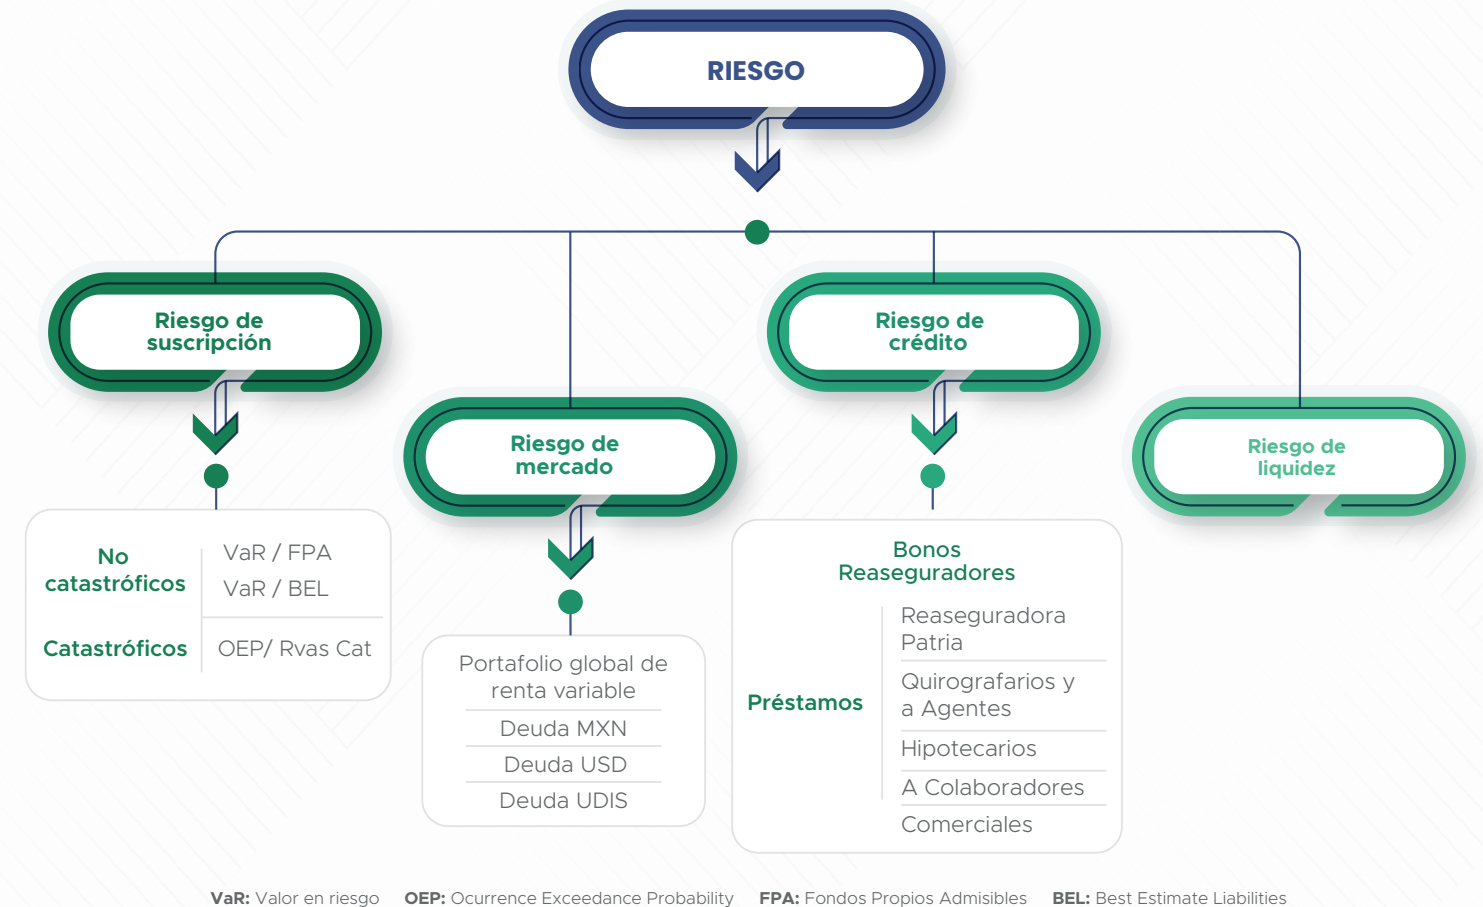 RIESGO
Riesgo de
suscripción
No
catastróficos
VaR / FPA
VaR / BEL
Catastróficos
OEP/ Rvas Cat
Riesgo de
mercado
Portafolio global de
renta variable
Deuda MXN
Deuda USD
Deuda UDIS
Riesgo de
crédito
Bonos
Reaseguradores
Préstamos
Reaseguradora
Patria
Quirografarios y
a Agentes
Hipotecarios
A Colaboradores
Comerciales
Riesgo de
liquidez
VaR: Valor en riesgo OEP: Ocurrence Exceedance Probability FPA: Fondos Propios Admisibles BEL: Best Estimate Liabilities